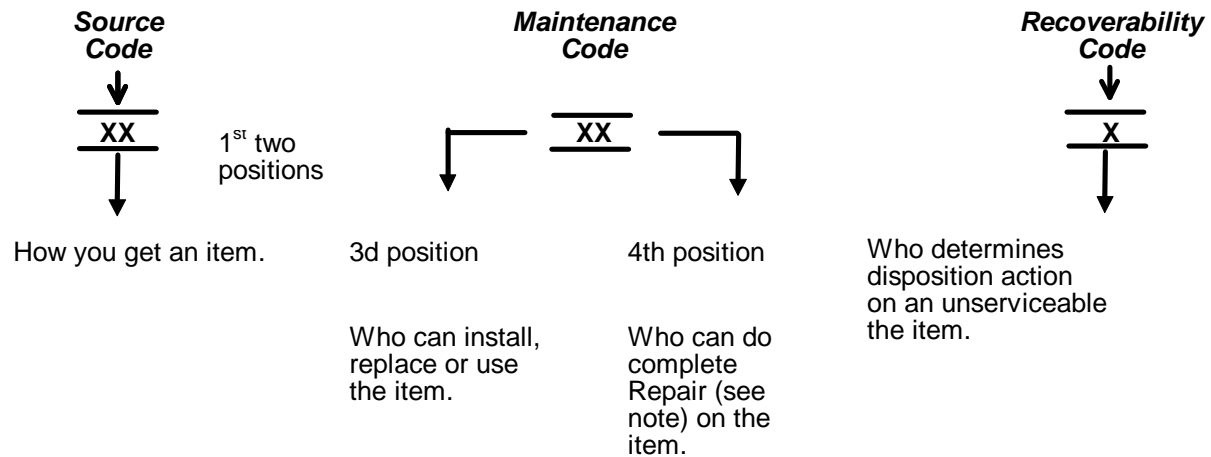 Source
Code
XX
1st two
positions
How you get an item.
Maintenance
Code
XX
3d position
Who can install,
replace or use
the item.
4th position
Who can do
complete
Repair (see
note) on the
item.
Recoverability
Code
X
Who determines
disposition action
on an unserviceable
the item.